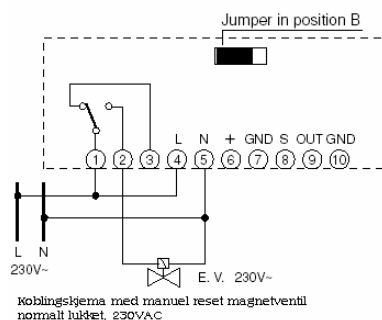 Jumper in position B
L N + GND S OUT GND
1 2 3 4 5 6 7 8 9 10
L N
230V~
E. V. 230V~
Koblingskjema med manuel reset magnetventil
normalt lukket, 230VAC